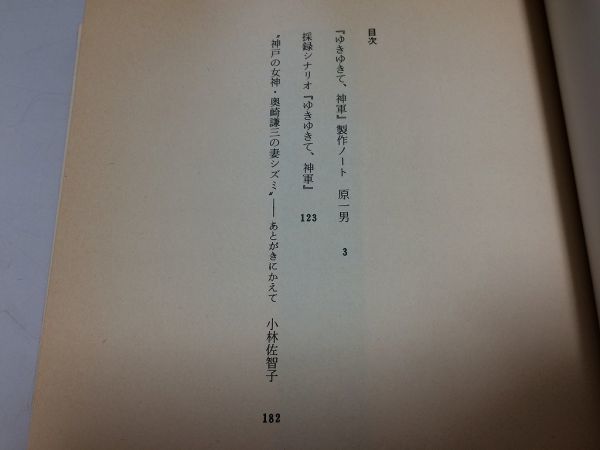 目次
『ゆきゆきて、神軍』製作ノート　原一男　3
採録シナリオ『ゆきゆきて、神軍』　123
〝神戸の女神・奥崎謙三の妻シズミ〟――あとがきにかえて　小林佐智子　182